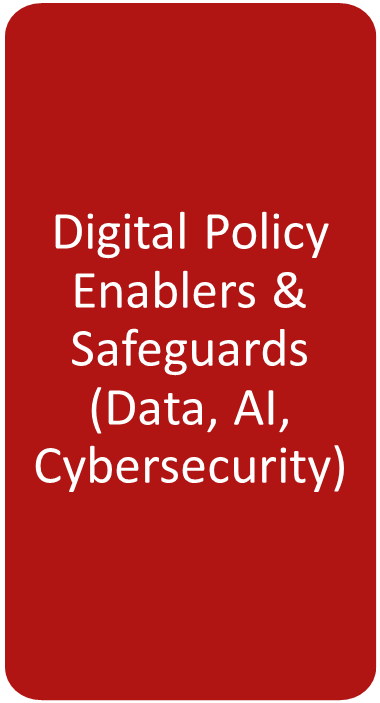 Digital Policy
Enablers &
Safeguards
(Data, AI,
Cybersecurity)